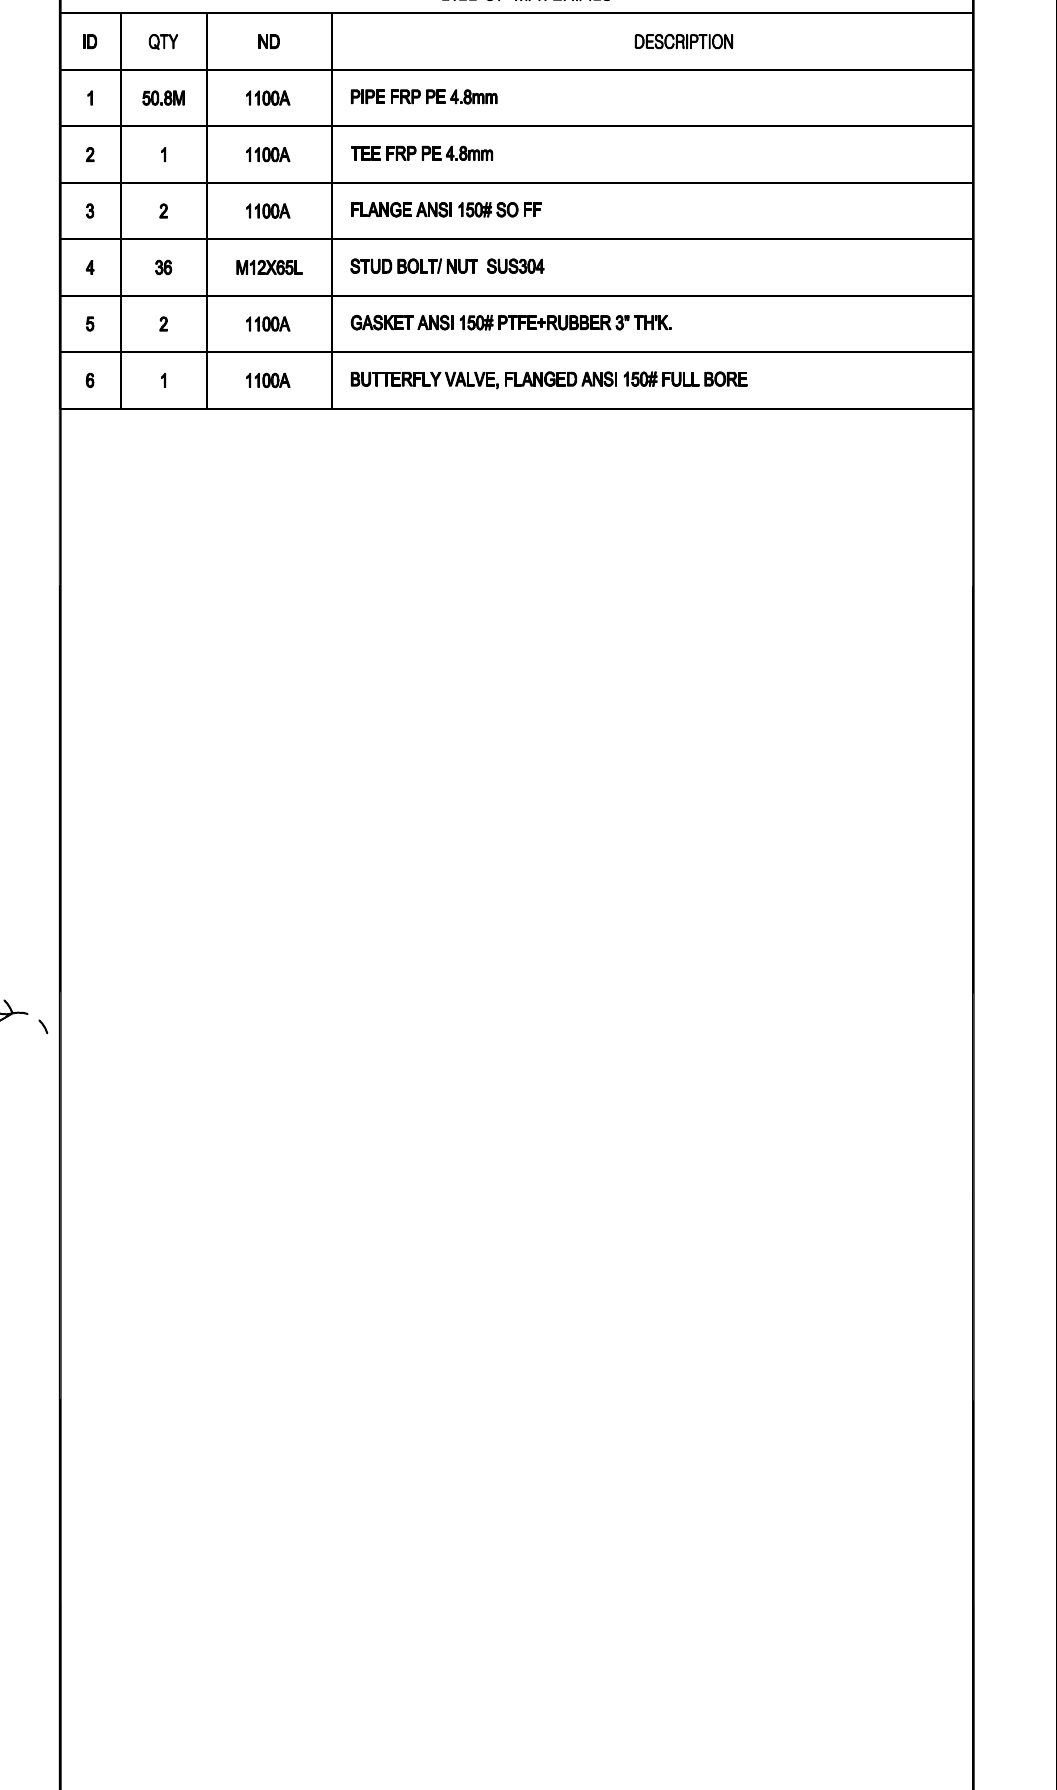 ID QTY ND DESCRIPTION
1 50.8M 1100A PIPE FRP PE 4.8mm
2 1 1100A TEE FRP PE 4.8mm
3 2 1100A FLANGE ANSI 150# SO FF
4 36 M12X65L STUD BOLT/ NUT SUS304
5 2 1100A GASKET ANSI 150# PTFE+RUBBER 3" TH'K.
6 1 1100A BUTTERFLY VALVE, FLANGED ANSI 150# FULL BORE